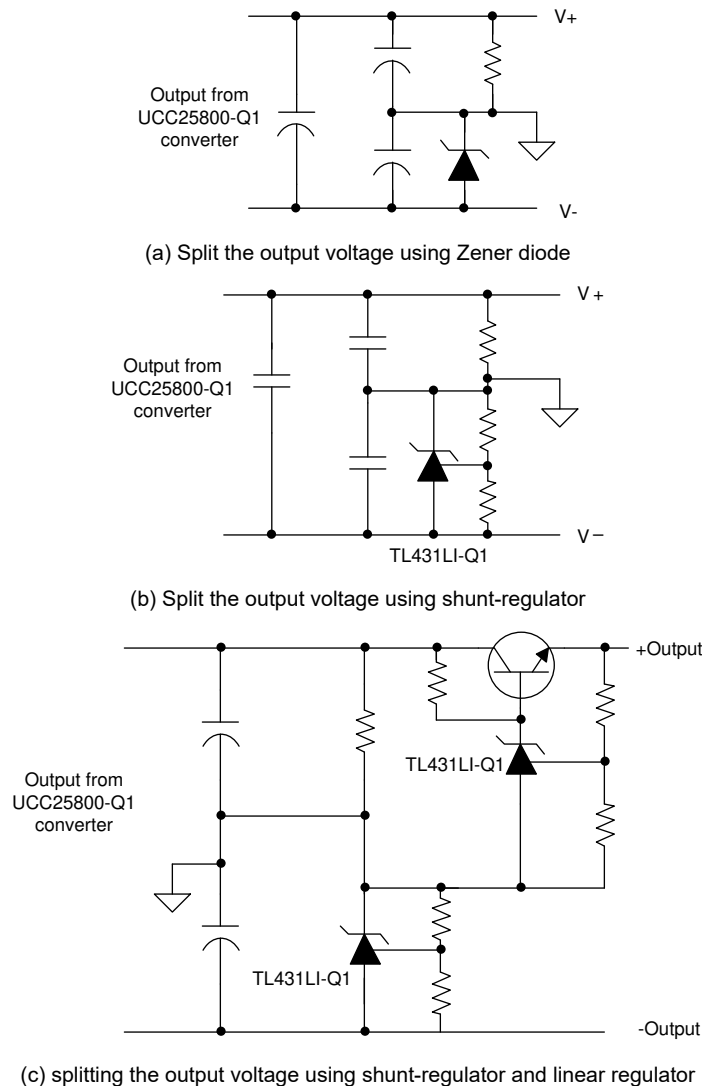 V+
Output from
UCC25800-Q1
converter
V-
(a) Split the output voltage using Zener diode
V+
Output from
UCC25800-Q1
converter
V−
TL431LI-Q1
(b) Split the output voltage using shunt-regulator
+Output
TL431LI-Q1
Output from
UCC25800-Q1
converter
TL431LI-Q1
-Output
(c) splitting the output voltage using shunt-regulator and linear regulator